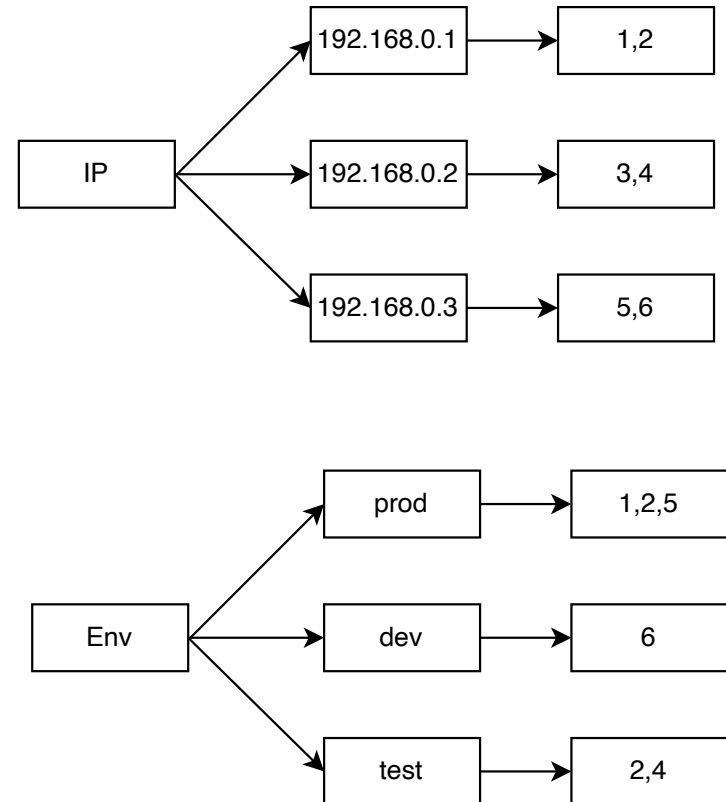 192.168.0.1
1,2
IP
192.168.0.2
3,4
192.168.0.3
5,6
prod
1,2,5
Env
dev
6
test
2,4